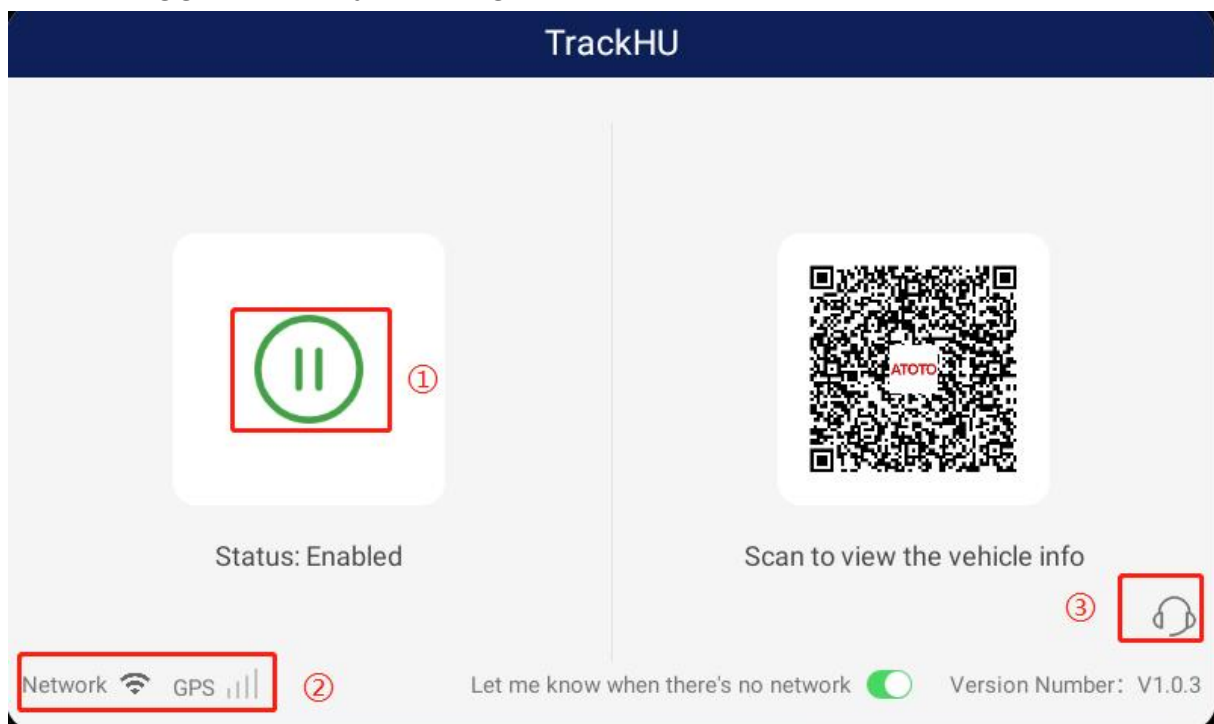 TrackHU
①
ATOTO
Status: Enabled
Scan to view the vehicle info
③
Network GPS ② Let me know when there's no network Version Number: V1.0.3